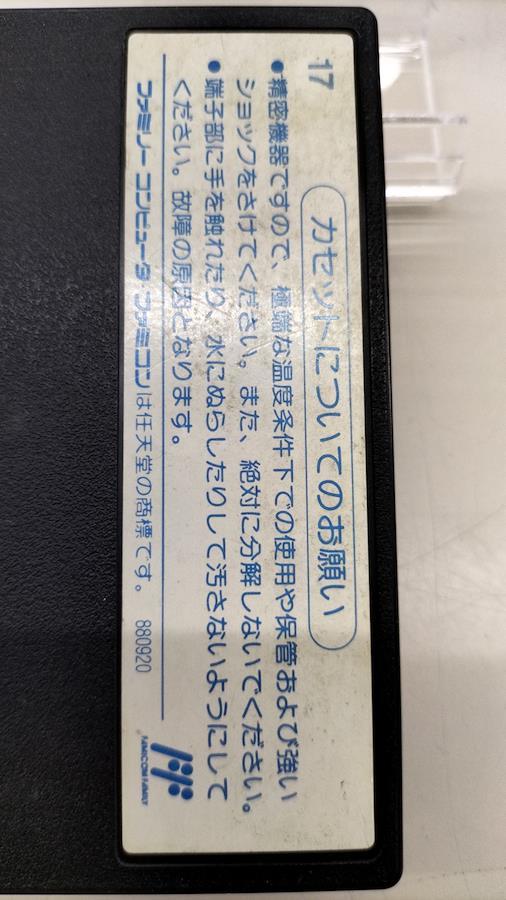 17
カセットについてのお願い
●精密機器ですので、極端な温度条件下での使用や保管および強い
ショックをさけてください。また、絶対に分解しないでください。
●端子部に手を触れたり、水にぬらしたりして汚さないようにして
ください。故障の原因となります。
ファミリーコンピュータ・ファミコンは任天堂の商標です。 880920
FAMICOM FAMILY